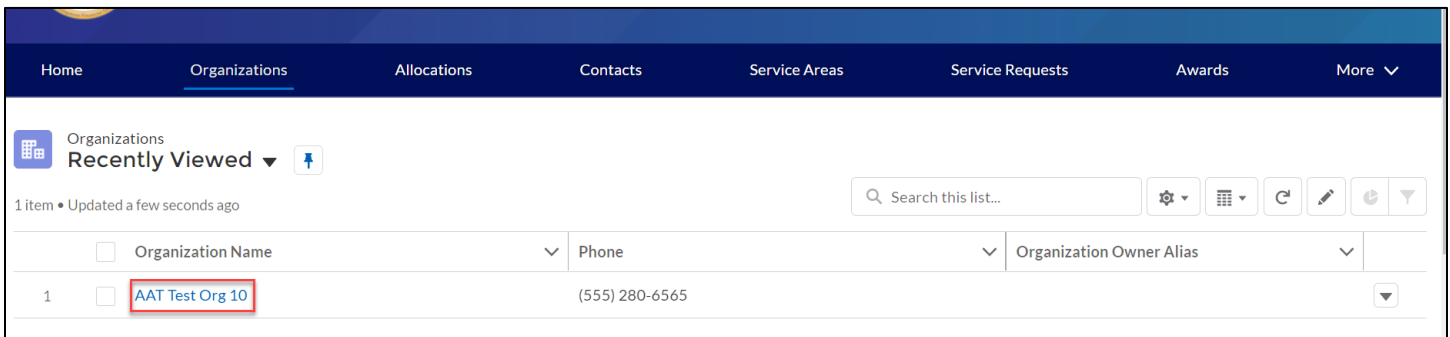 Home Organizations Allocations Contacts Service Areas Service Requests Awards More
Organizations
Recently Viewed
1 item • Updated a few seconds ago
Search this list...
Organization Name Phone Organization Owner Alias
1 AAT Test Org 10 (555) 280-6565